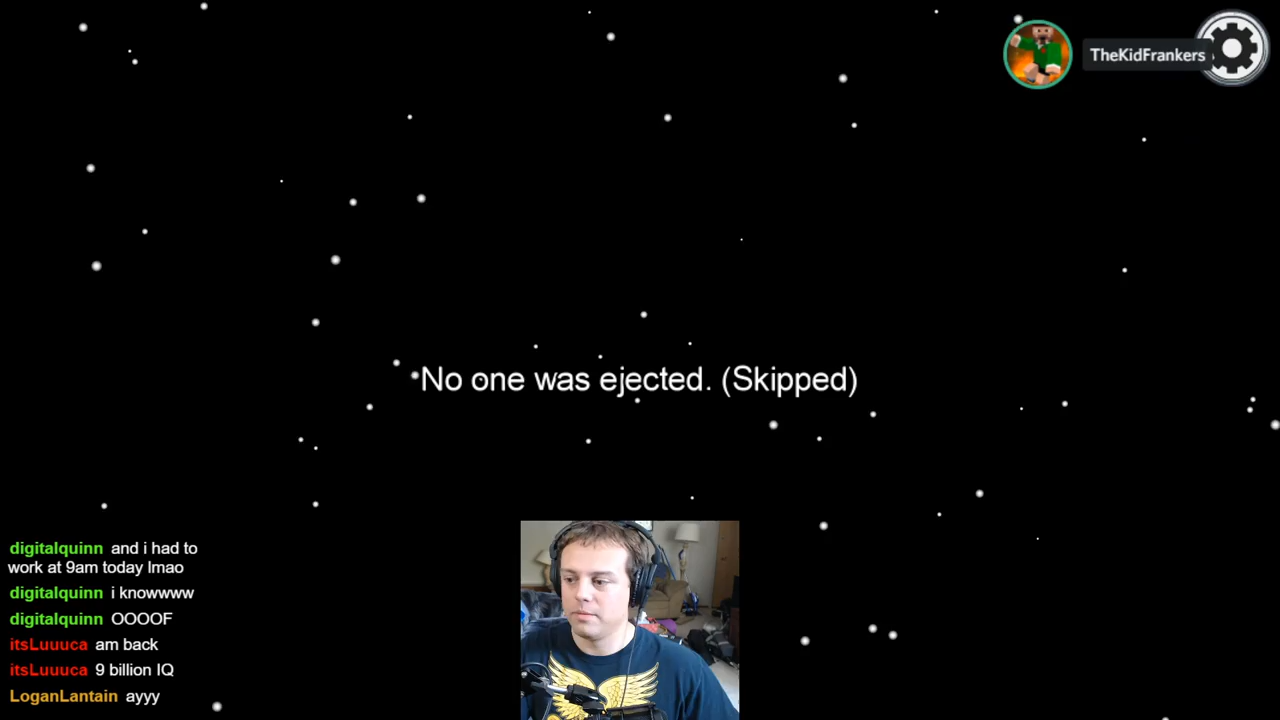 TheKidFrankers
No one was ejected. (Skipped)
digitalquinn and i had to
work at 9am today lmao
digitalquinn i knowwww
digitalquinn OOOOF
itsLuuuca am back
itsLuuuca 9 billion IQ
LoganLantain ayyy